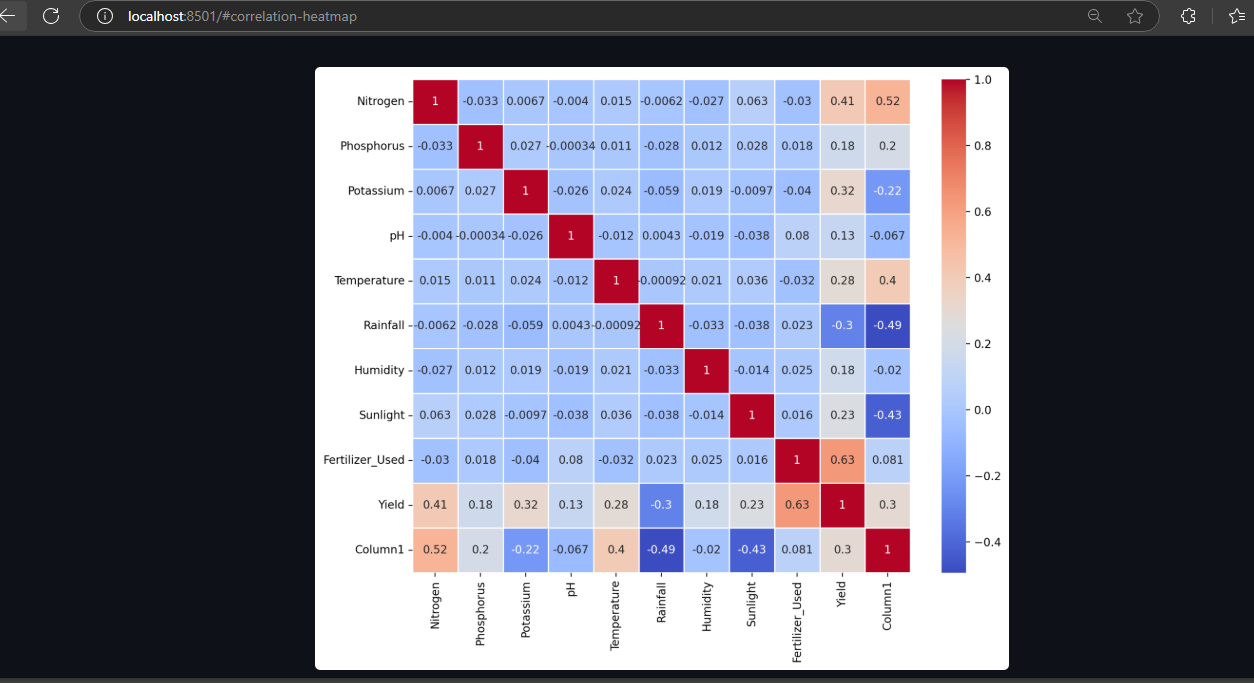 localhost:8501/#correlation-heatmap
Nitrogen 1 -0.033 0.0067 -0.004 0.015 -0.0062 -0.027 0.063 -0.03 0.41 0.52
Phosphorus -0.033 1 0.027 -0.00034 0.011 -0.028 0.012 0.028 0.018 0.18 0.2
Potassium 0.0067 0.027 1 -0.026 0.024 -0.059 0.019 -0.0097 -0.04 0.32 -0.22
pH -0.004 -0.00034 -0.026 1 -0.012 0.0043 -0.019 -0.038 0.08 0.13 -0.067
Temperature 0.015 0.011 0.024 -0.012 1 -0.00092 0.021 0.036 -0.032 0.28 0.4
Rainfall -0.0062 -0.028 -0.059 0.0043 -0.00092 1 -0.033 -0.038 0.023 -0.3 -0.49
Humidity -0.027 0.012 0.019 -0.019 0.021 -0.033 1 -0.014 0.025 0.18 -0.02
Sunlight 0.063 0.028 -0.0097 -0.038 0.036 -0.038 -0.014 1 0.016 0.23 -0.43
Fertilizer_Used -0.03 0.018 -0.04 0.08 -0.032 0.023 0.025 0.016 1 0.63 0.081
Yield 0.41 0.18 0.32 0.13 0.28 -0.3 0.18 0.23 0.63 1 0.3
Column1 0.52 0.2 -0.22 -0.067 0.4 -0.49 -0.02 -0.43 0.081 0.3 1
Nitrogen
Phosphorus
Potassium
pH
Temperature
Rainfall
Humidity
Sunlight
Fertilizer_Used
Yield
Column1
1.0
0.8
0.6
0.4
0.2
0.0
−0.2
−0.4